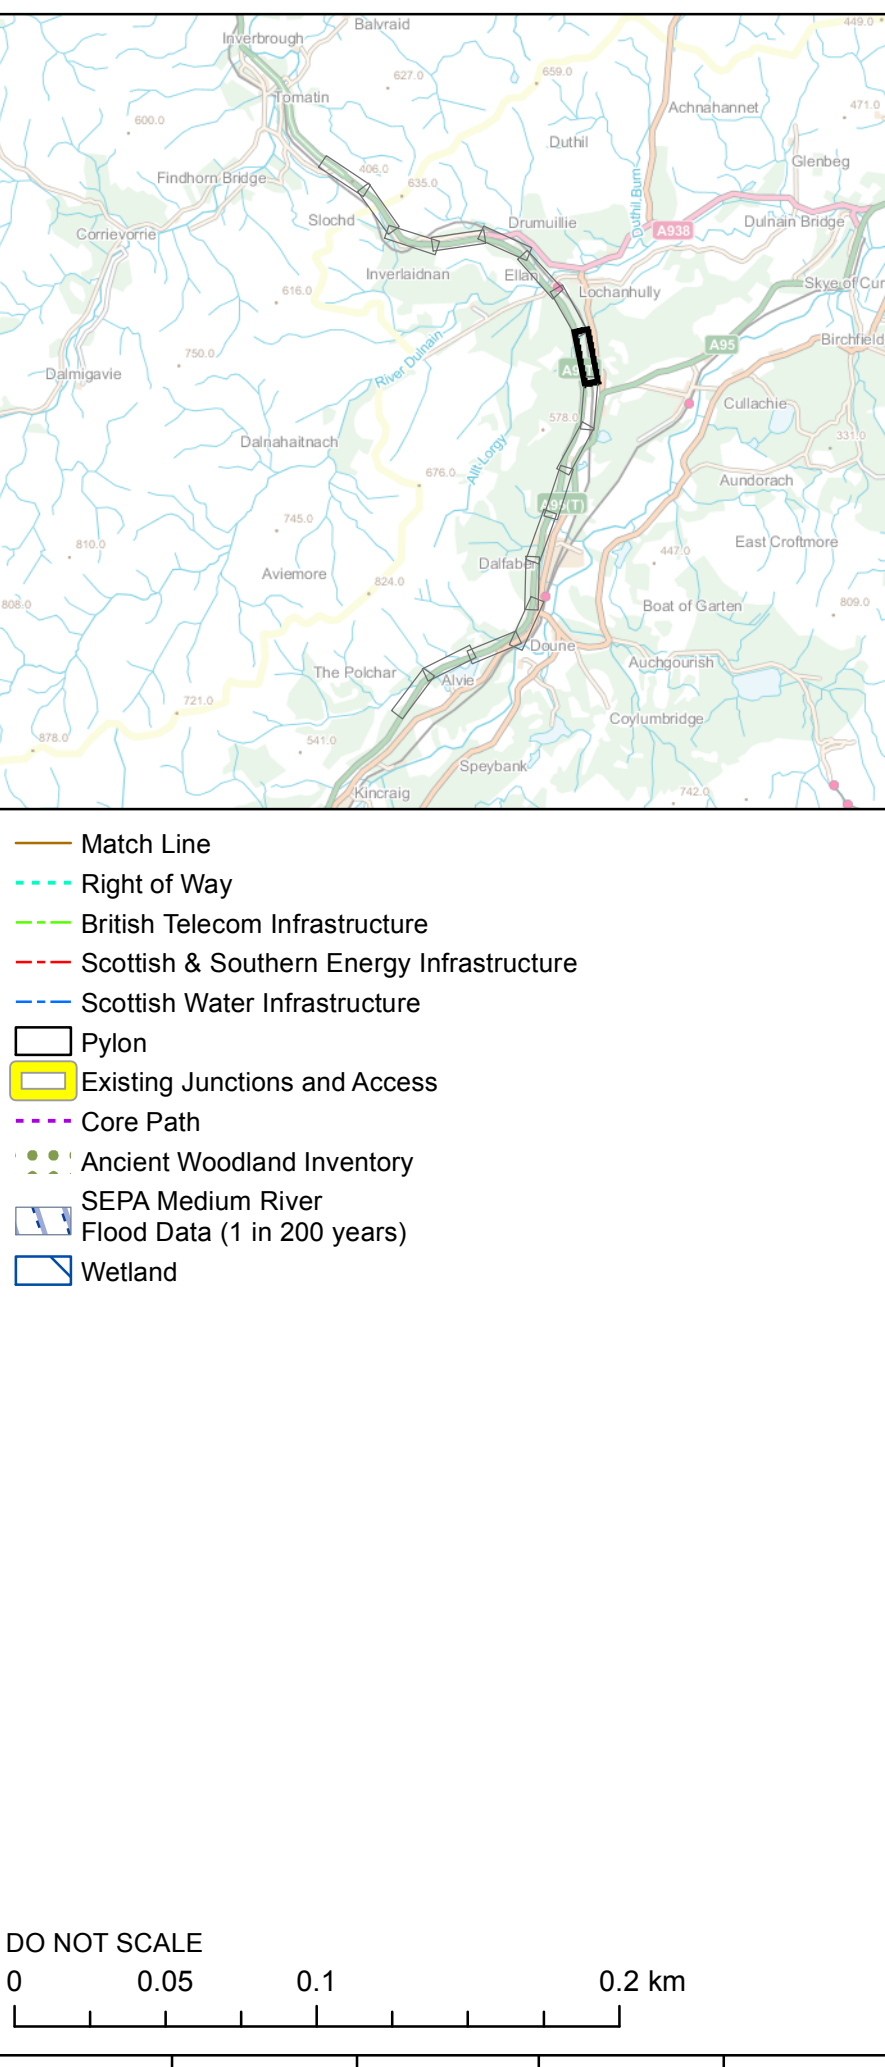 Balvraid
449.0
Inverbrough
659.0
627.0
Tomatin
Achnahannet
471.0
600.0
Duthil
Glenbeg
406.0
Findhorn Bridge
635.0
Duthil Burn
Slochd
Drumuillie
A938
Dulnain Bridge
Corrievorrie
Inverlaidnan
Ellan
Skye of Cur
616.0
Lochanhully
River Dulnain
A95
Birchfield
750.0
Dalmigavie
Cullachie
578.0
331.0
Dalnahaitnach
Allt-Lorgy
676.0
Aundorach
A95(T)
745.0
810.0
East Croftmore
447.0
Dalfaber
Aviemore
824.0
808.0
Boat of Garten
809.0
Doune
Auchgourish
The Polchar
Alvie
721.0
Coylumbridge
878.0
541.0
Speybank
Kincraig
742.0
Match Line
Right of Way
British Telecom Infrastructure
Scottish & Southern Energy Infrastructure
Scottish Water Infrastructure
Pylon
Existing Junctions and Access
Core Path
Ancient Woodland Inventory
SEPA Medium River
Flood Data (1 in 200 years)
Wetland
DO NOT SCALE
0 0.05 0.1 0.2 km